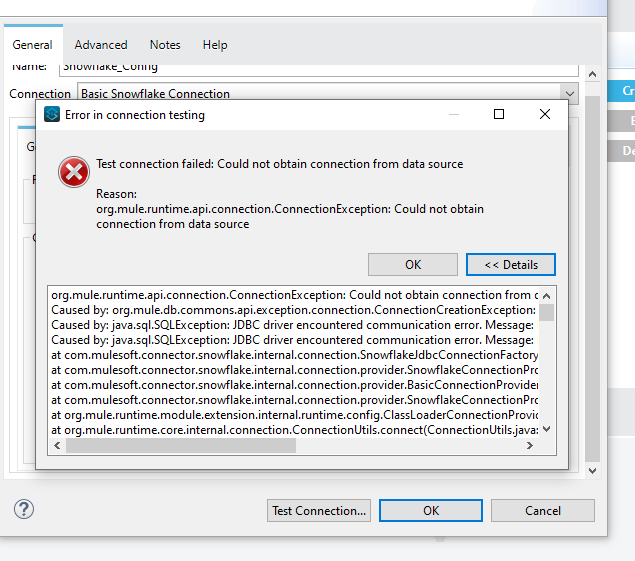 General Advanced Notes Help
Name: Snowflake_Config
Connection Basic Snowflake Connection
Cr
Error in connection testing
Test connection failed: Could not obtain connection from data source
Reason:
org.mule.runtime.api.connection.ConnectionException: Could not obtain
connection from data source
OK << Details
org.mule.runtime.api.connection.ConnectionException: Could not obtain connection from
Caused by: org.mule.db.commons.api.exception.connection.ConnectionCreationException:
Caused by: java.sql.SQLException: JDBC driver encountered communication error. Message:
Caused by: java.sql.SQLException: JDBC driver encountered communication error. Message:
at com.mulesoft.connector.snowflake.internal.connection.SnowflakeJdbcConnectionFactory
at com.mulesoft.connector.snowflake.internal.connection.provider.SnowflakeConnectionPro
at com.mulesoft.connector.snowflake.internal.connection.provider.BasicConnectionProvider
at com.mulesoft.connector.snowflake.internal.connection.provider.SnowflakeConnectionPro
at org.mule.runtime.module.extension.internal.runtime.config.ClassLoaderConnectionProvic
at org.mule.runtime.core.internal.connection.ConnectionUtils.connect(ConnectionUtils.java:
Test Connection... OK Cancel